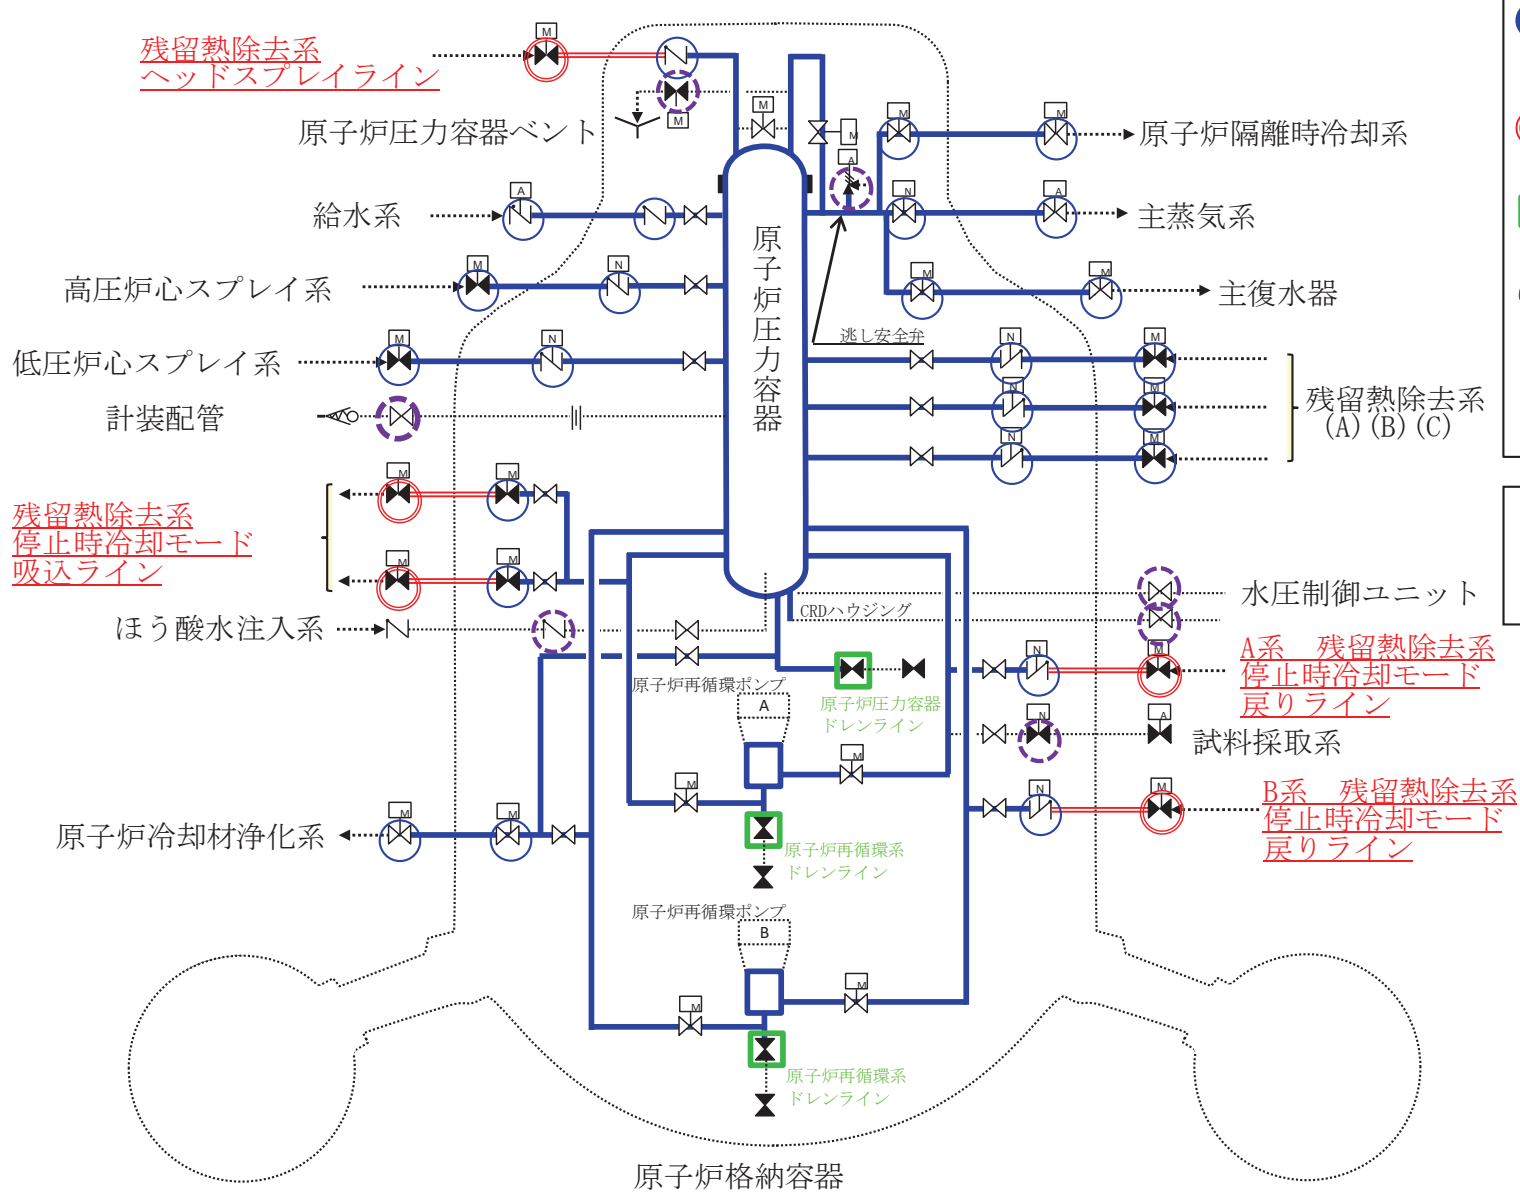 残留熱除去系
ヘッドスプレイライン
M
M
M
原子炉圧力容器ベント
M
A
M
M
原子炉隔離時冷却系
給水系
A
N
A
主蒸気系
高圧炉心スプレイ系
M
N
原子炉圧力容器
M
M
主復水器
逃し安全弁
低圧炉心スプレイ系
M
N
N
M
計装配管
N
M
残留熱除去系
(A)(B)(C)
N
M
残留熱除去系
停止時冷却モード
吸込ライン
M
M
M
M
CRDハウジング
水圧制御ユニット
ほう酸水注入系
A系 残留熱除去系
停止時冷却モード
戻りライン
N
M
原子炉再循環ポンプ
A
原子炉圧力容器
ドレンライン
N
A
試料採取系
M
M
N
M
B系 残留熱除去系
停止時冷却モード
戻りライン
原子炉冷却材浄化系
M
M
原子炉再循環系
ドレンライン
原子炉再循環ポンプ
B
M
M
原子炉再循環系
ドレンライン
原子炉格納容器